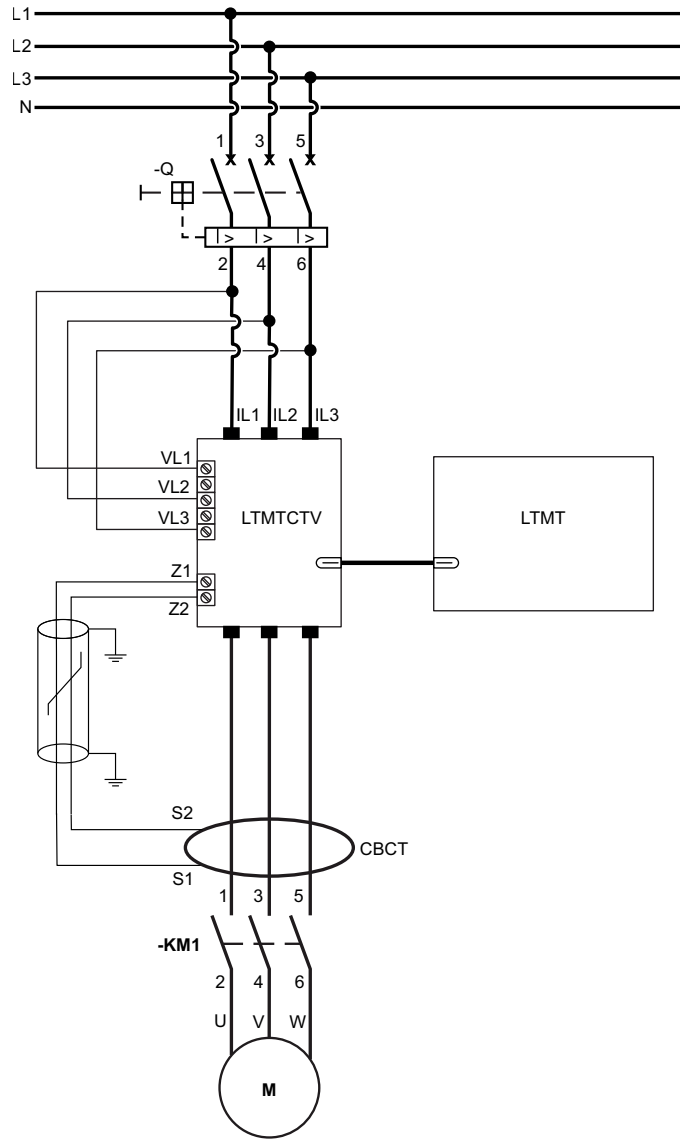 L1
L2
L3
N
1 3 5
-Q
I> I> I>
2 4 6
IL1 IL2 IL3
VL1
VL2
VL3
LTMTCTV
LTMT
Z1
Z2
S2
CBCT
S1
1 3 5
-KM1
2 4 6
U V W
M